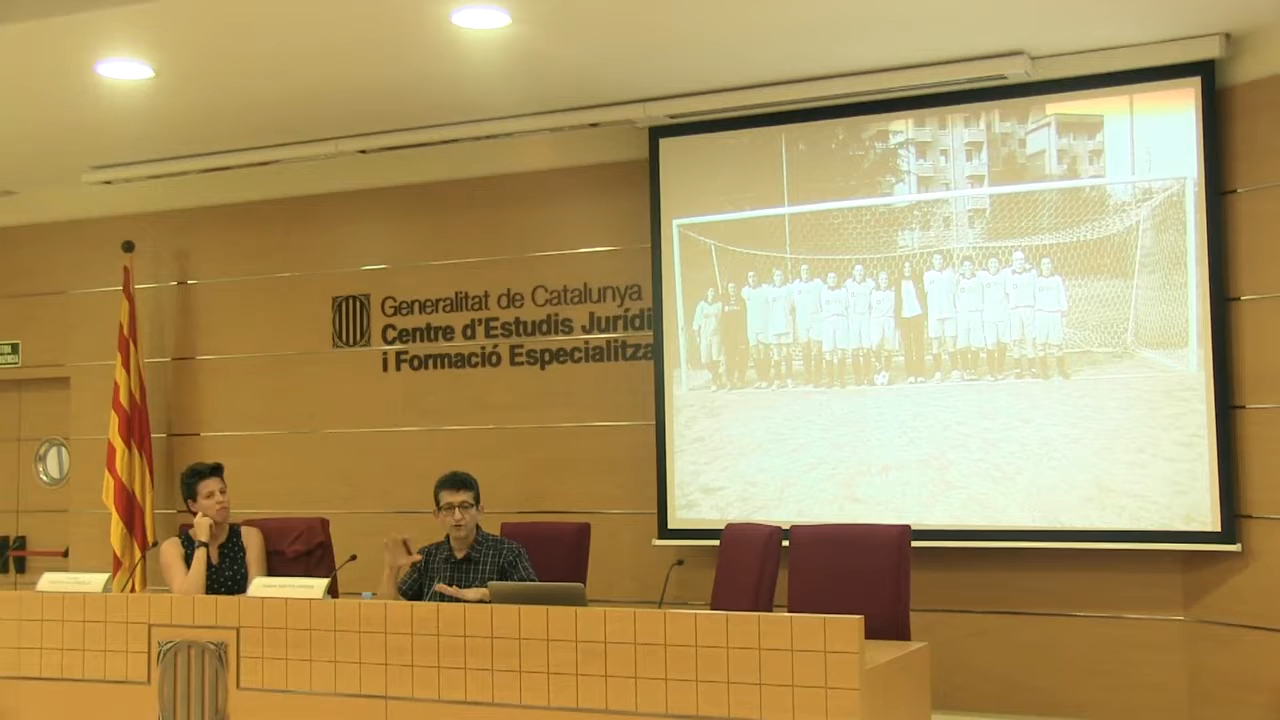 Generalitat de Catalunya
Centre d'Estudis Jurídi
i Formació Especialitza